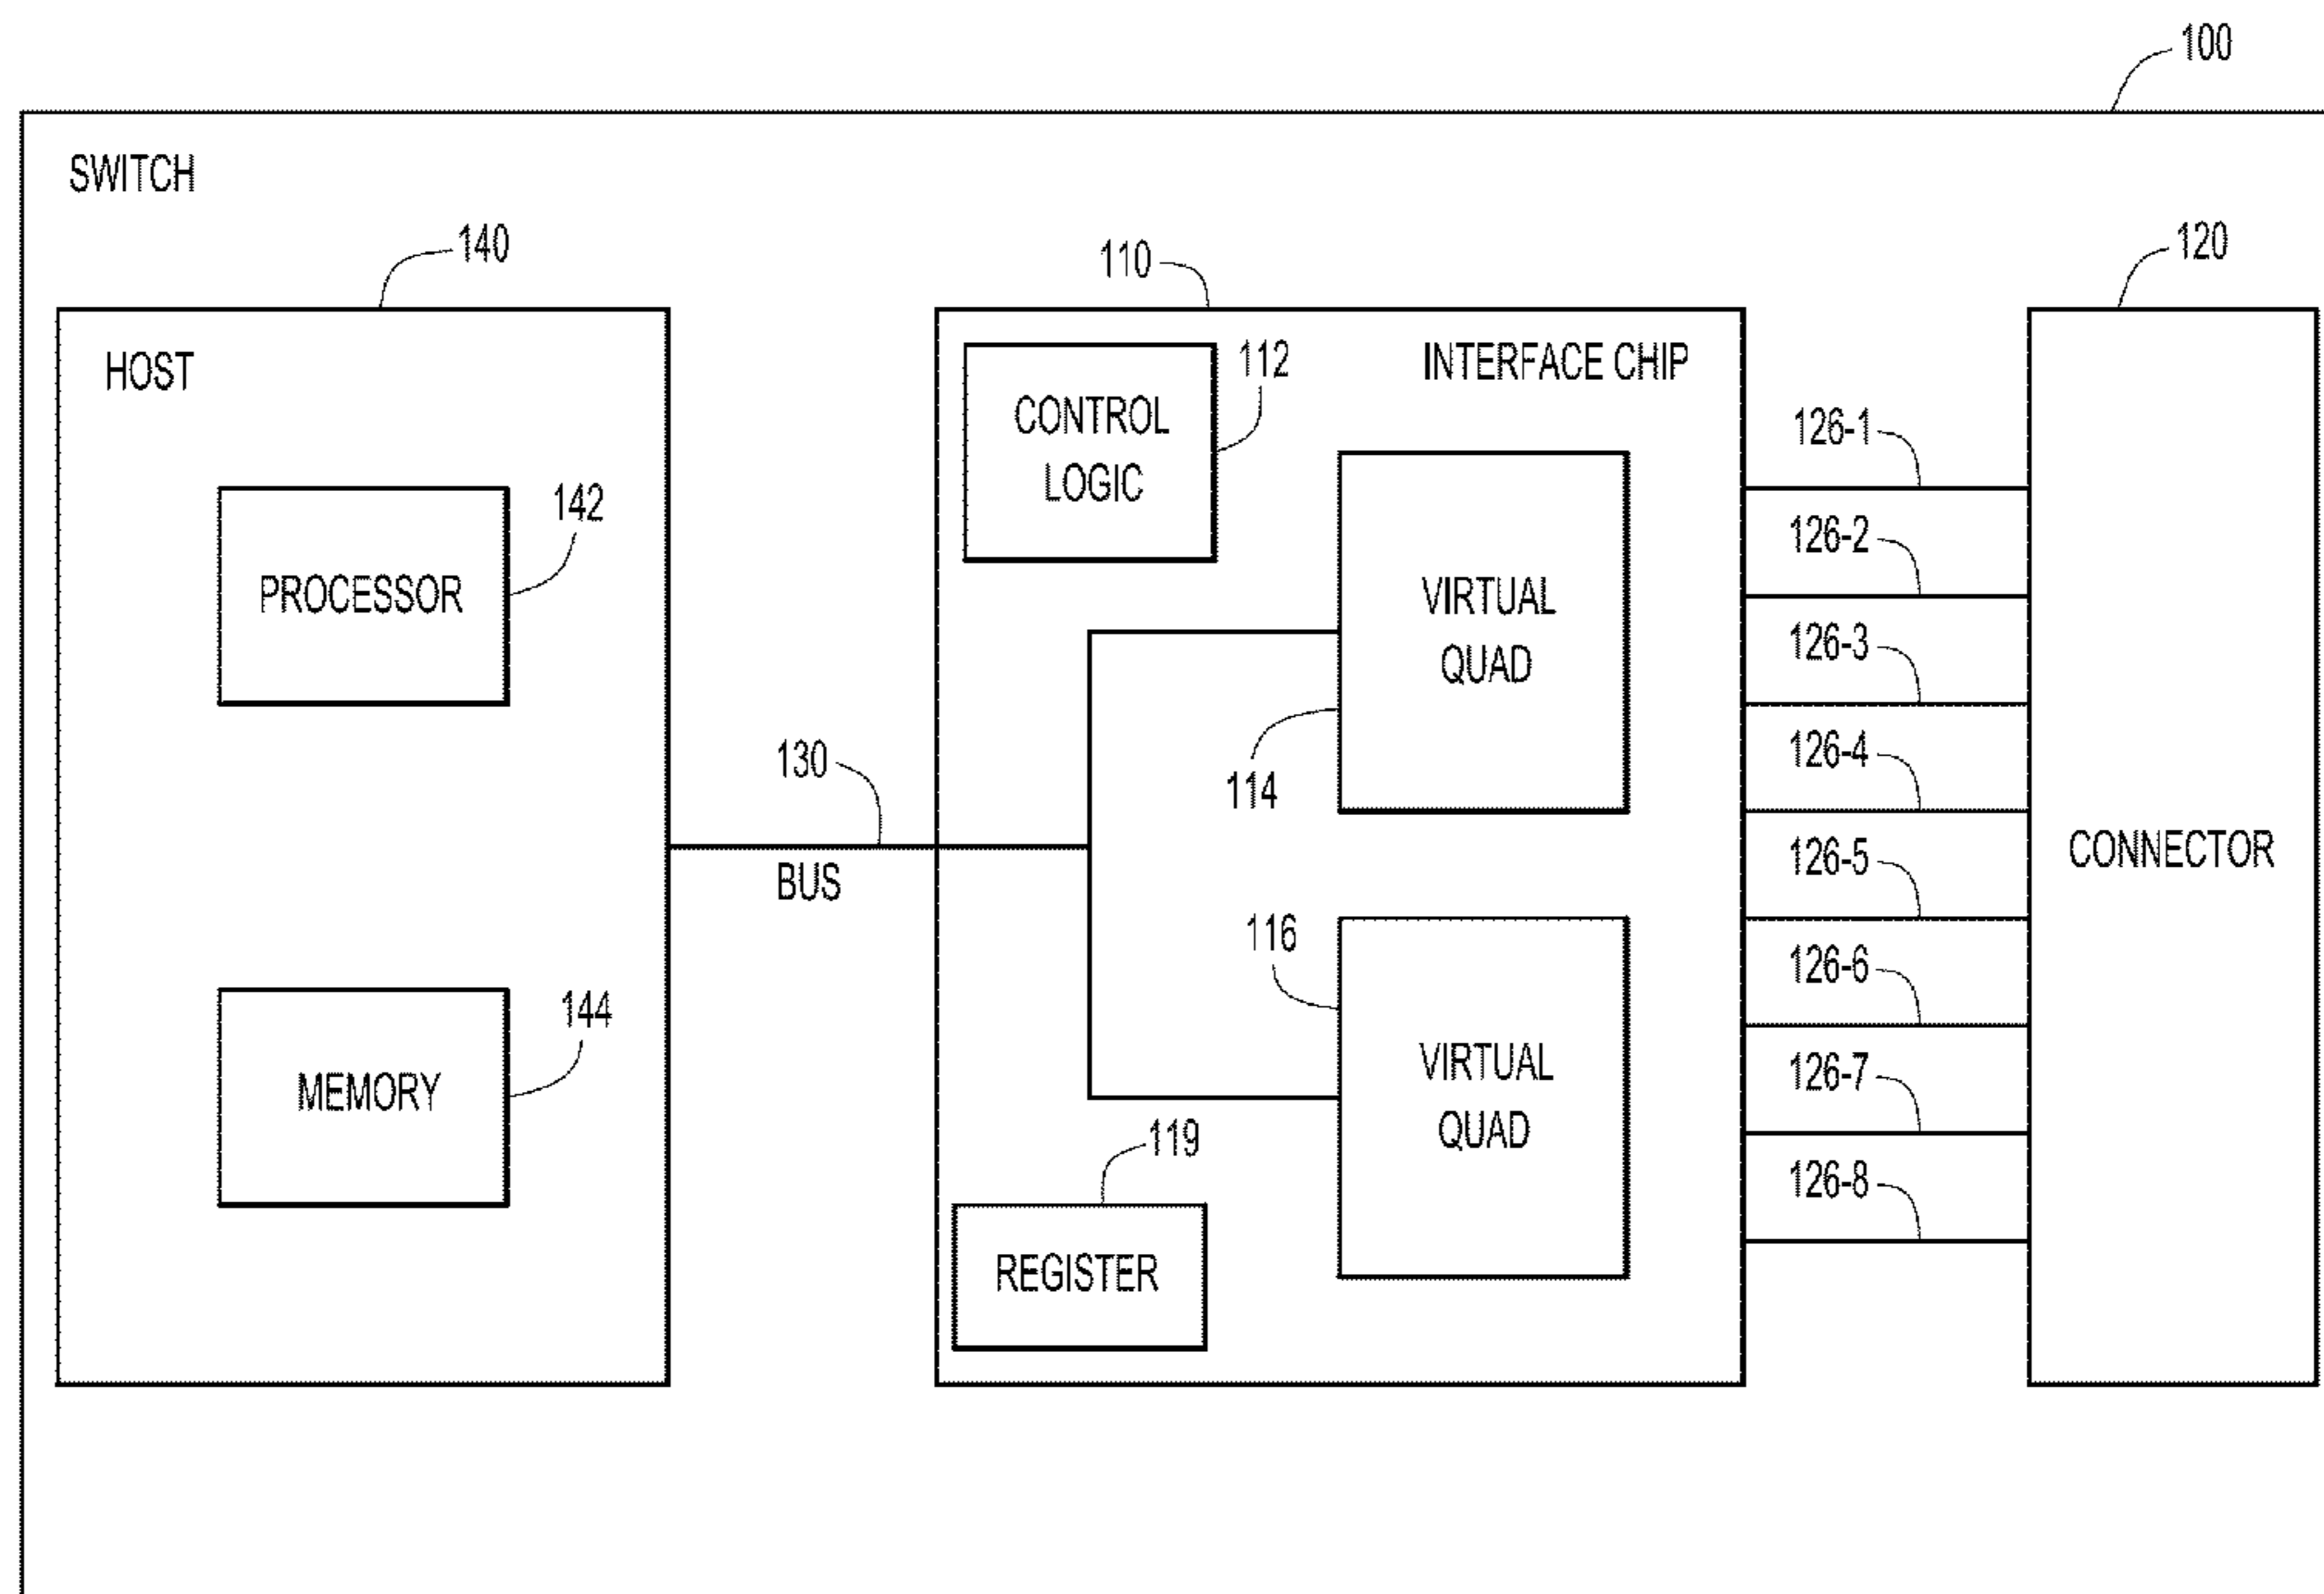 100
SWITCH
140
110
120
HOST
CONTROL
LOGIC
112
INTERFACE CHIP
PROCESSOR
142
VIRTUAL
QUAD
114
130
BUS
126-1
126-2
126-3
126-4
126-5
126-6
126-7
126-8
CONNECTOR
MEMORY
144
116
VIRTUAL
QUAD
119
REGISTER